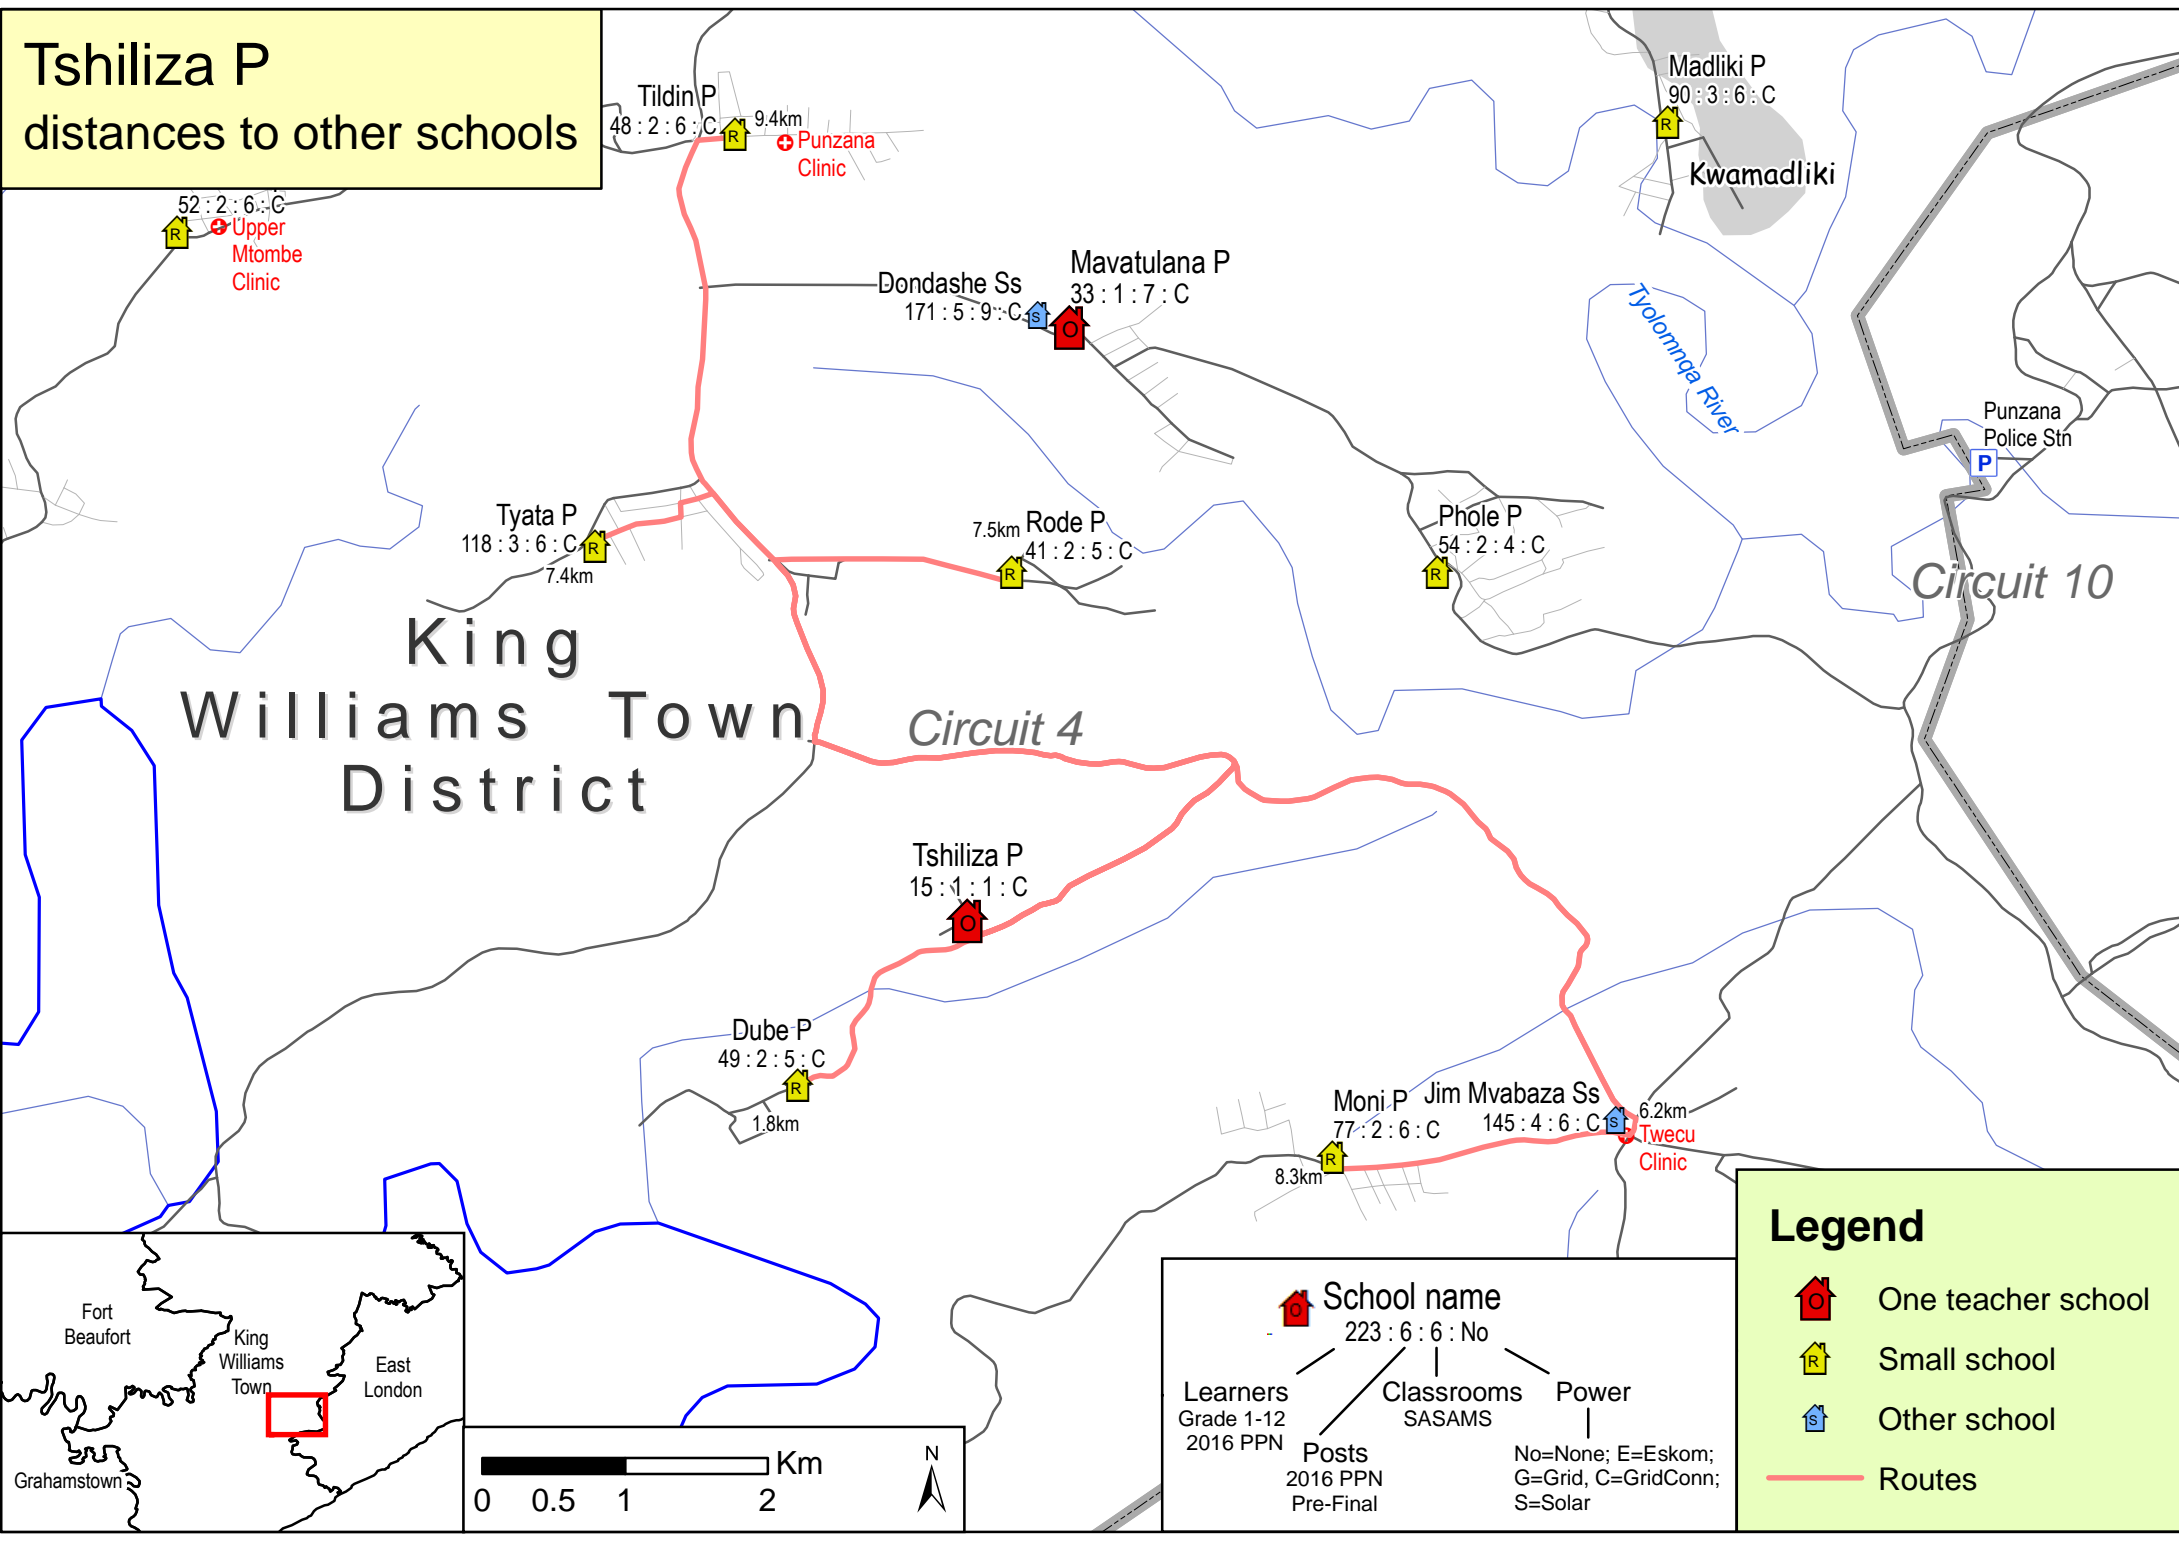 Tshiliza P
distances to other schools
Tildin P
48 : 2 : 6 : C
R
9.4km
Punzana
Clinic
Madliki P
90 : 3 : 6 : C
R
Kwamadliki
52 : 2 : 6 : C
R
Upper
Mtombe
Clinic
Dondashe Ss
171 : 5 : 9 : C
S
Mavatulana P
33 : 1 : 7 : C
O
Tyolomnqa River
Punzana
Police Stn
P
Tyata P
118 : 3 : 6 : C
R
7.4km
7.5km
Rode P
41 : 2 : 5 : C
R
Phole P
54 : 2 : 4 : C
R
Circuit 10
King
Williams Town
District
Circuit 4
Tshiliza P
15 : 1 : 1 : C
O
Dube P
49 : 2 : 5 : C
R
1.8km
Moni P
77 : 2 : 6 : C
R
8.3km
Jim Mvabaza Ss
145 : 4 : 6 : C
S
6.2km
Twecu
Clinic
Fort
Beaufort
King
Williams
Town
East
London
Grahamstown
Km
0 0.5 1 2
N
O
School name
223 : 6 : 6 : No
Learners
Grade 1-12
2016 PPN
Posts
2016 PPN
Pre-Final
Classrooms
SASAMS
Power
No=None; E=Eskom;
G=Grid, C=GridConn;
S=Solar
Legend
O
One teacher school
R
Small school
S
Other school
Routes